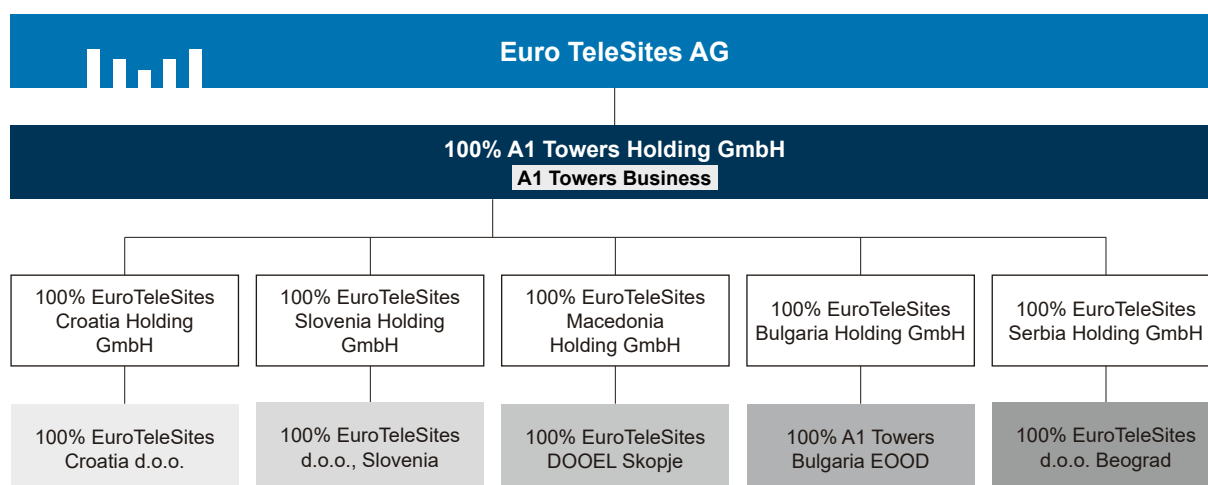 Euro TeleSites AG
100% A1 Towers Holding GmbH
A1 Towers Business
100% EuroTeleSites
Croatia Holding
GmbH
100% EuroTeleSites
Slovenia Holding
GmbH
100% EuroTeleSites
Macedonia
Holding GmbH
100% EuroTeleSites
Bulgaria Holding GmbH
100% EuroTeleSites
Serbia Holding GmbH
100% EuroTeleSites
Croatia d.o.o.
100% EuroTeleSites
d.o.o., Slovenia
100% EuroTeleSites
DOOEL Skopje
100% A1 Towers
Bulgaria EOOD
100% EuroTeleSites
d.o.o. Beograd